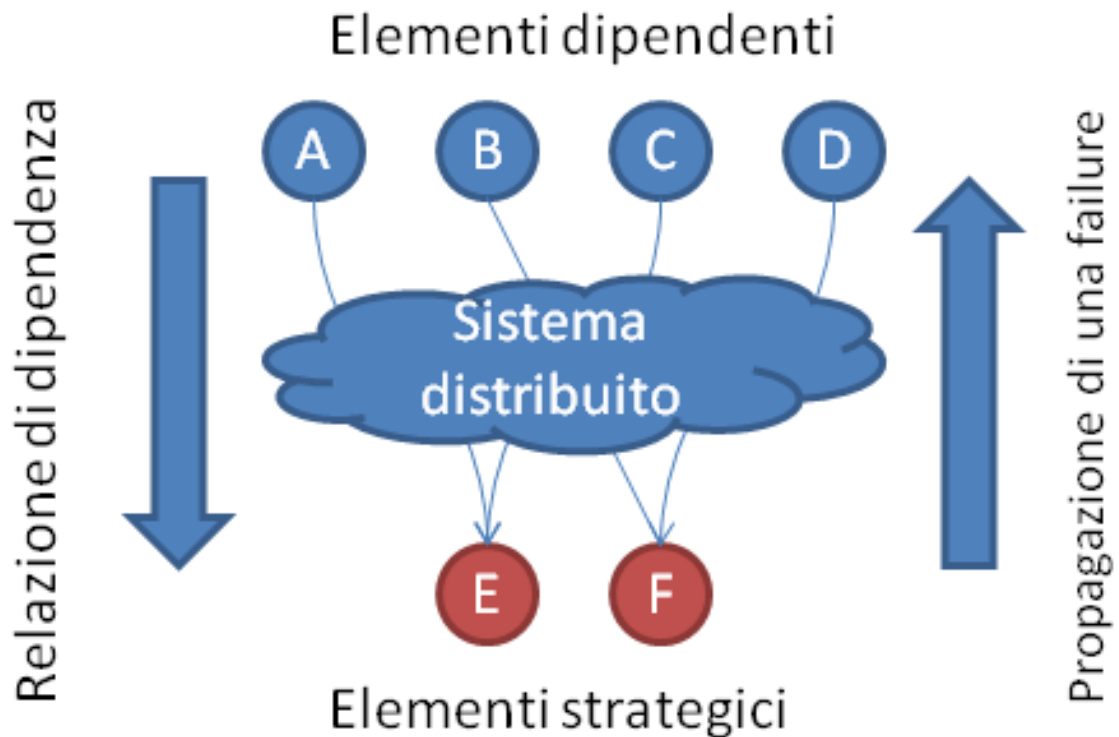 Elementi dipendenti
Relazione di dipendenza
A
B
C
D
Propagazione di una failure
Sistema
distribuito
E
F
Elementi strategici